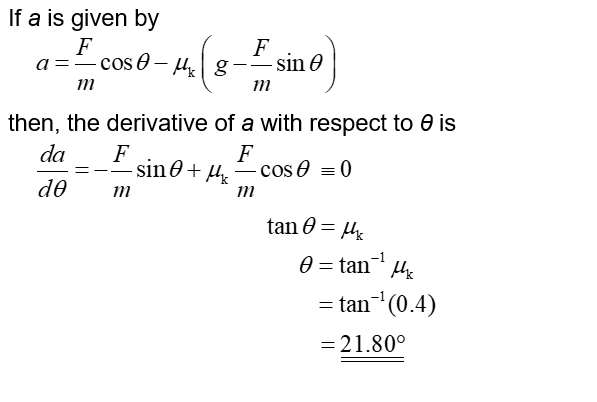 If a is given by
a = F/m cos θ − μₖ (g − F/m sin θ)
then, the derivative of a with respect to θ is
da/dθ = − F/m sin θ + μₖ F/m cos θ ≡ 0
tan θ = μₖ
θ = tan⁻¹ μₖ
= tan⁻¹(0.4)
= 21.80°